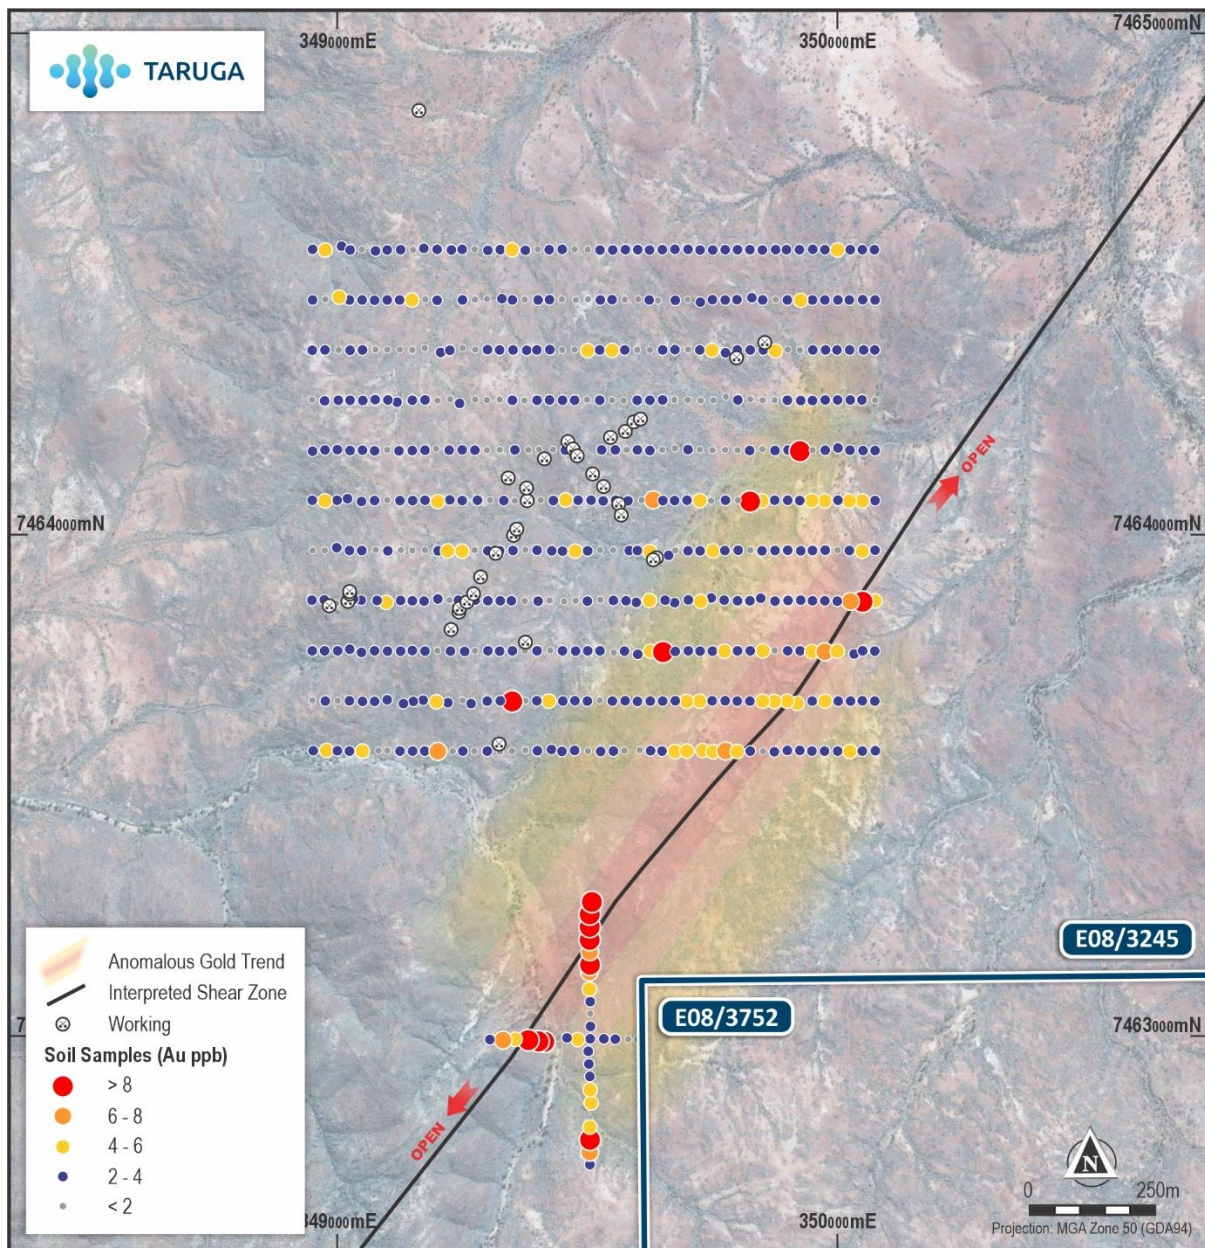 349000mE
350000mE
7465000mN
TARUGA
OPEN
7464000mN
7464000mN
E08/3245
Anomalous Gold Trend
Interpreted Shear Zone
Working
Soil Samples (Au ppb)
> 8
6 - 8
4 - 6
2 - 4
< 2
E08/3752
7463000mN
OPEN
N
0
250m
349000mE
350000mE
Projection: MGA Zone 50 (GDA94)